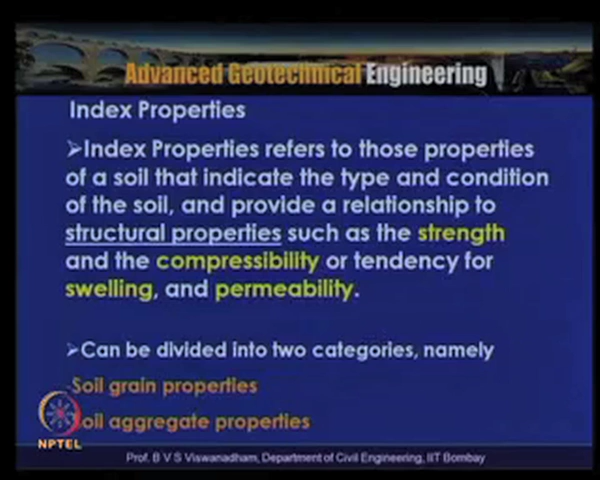 Advanced Geotechnical Engineering
Index Properties
➢Index Properties refers to those properties
of a soil that indicate the type and condition
of the soil, and provide a relationship to
structural properties such as the strength
and the compressibility or tendency for
swelling, and permeability.
➢Can be divided into two categories, namely
Soil grain properties
oil aggregate properties
NPTEL
Prof. B V S Viswanadham, Department of Civil Engineering, IIT Bombay